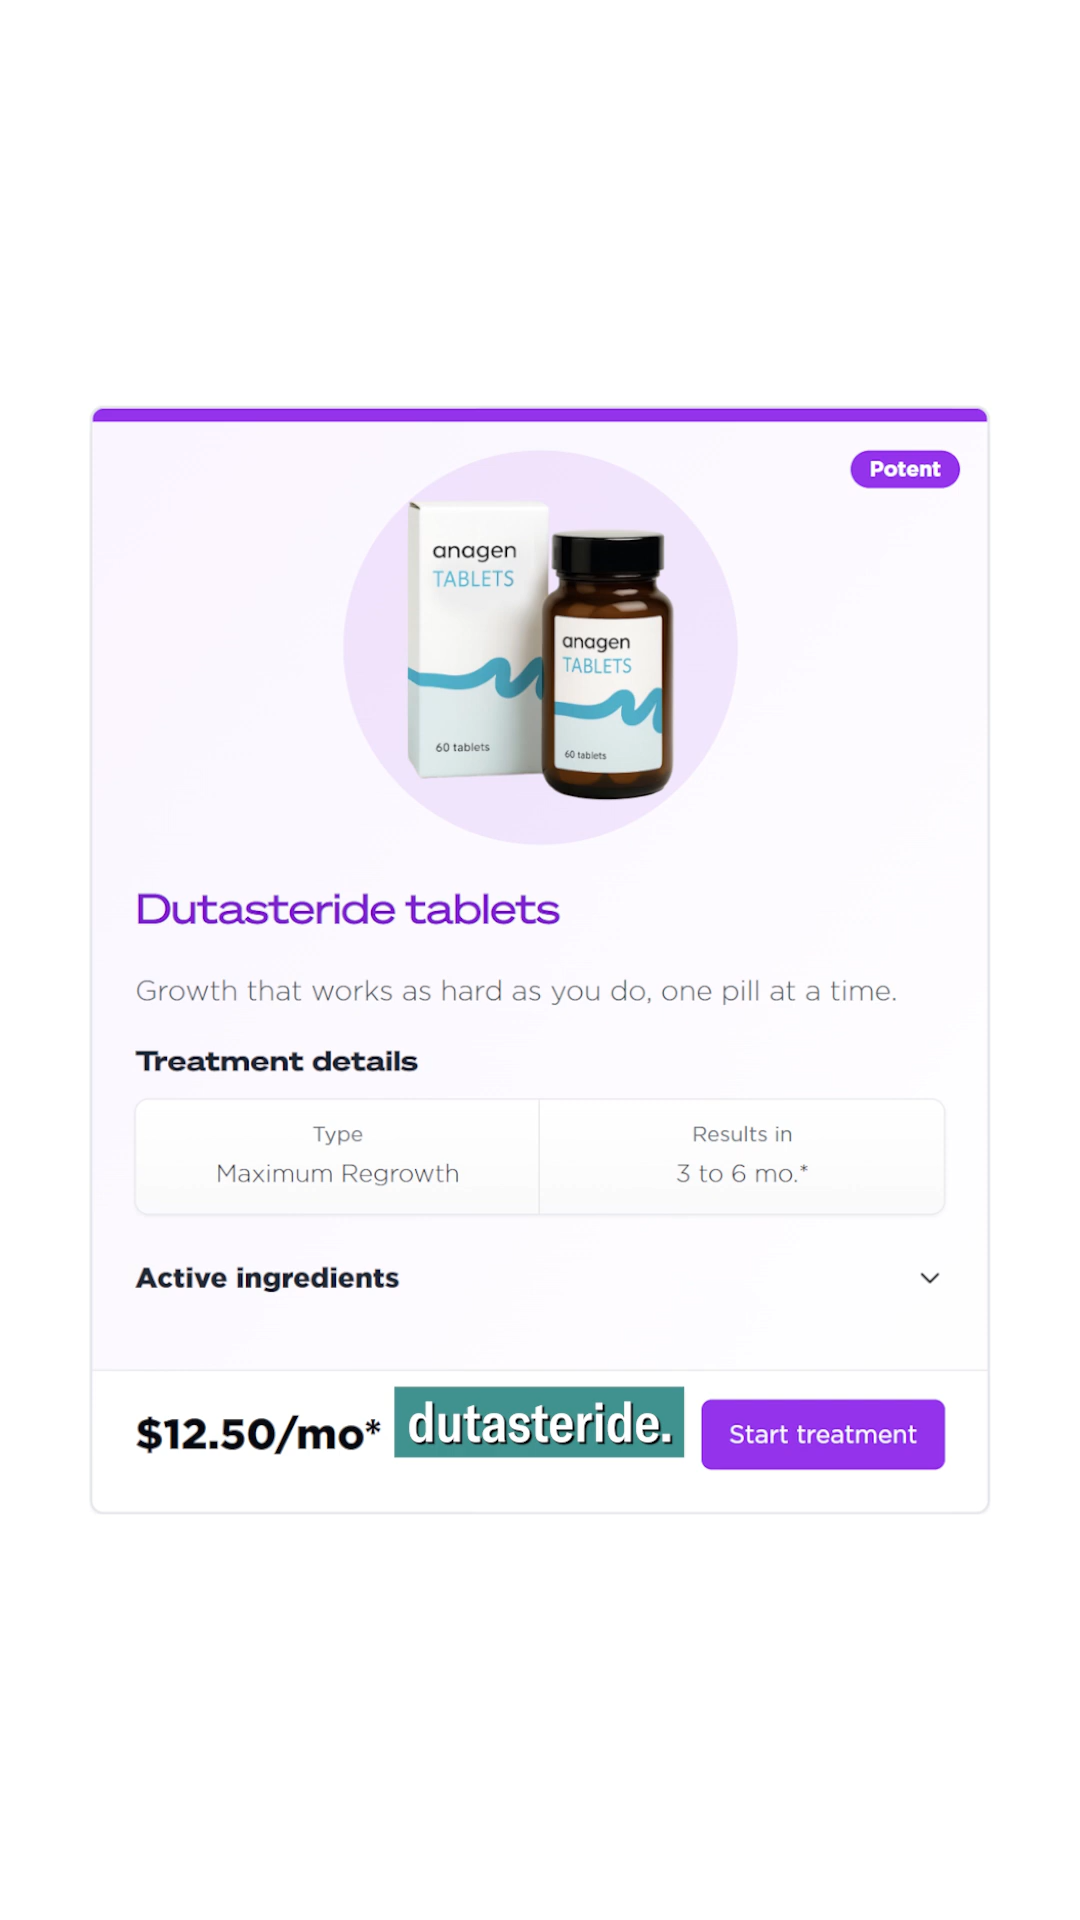 Potent
anagen
TABLETS
60 tablets
anagen
TABLETS
60 tablets
Dutasteride tablets
Growth that works as hard as you do, one pill at a time.
Treatment details
Type
Maximum Regrowth
Results in
3 to 6 mo.*
Active ingredients
$12.50/mo*
dutasteride.
Start treatment